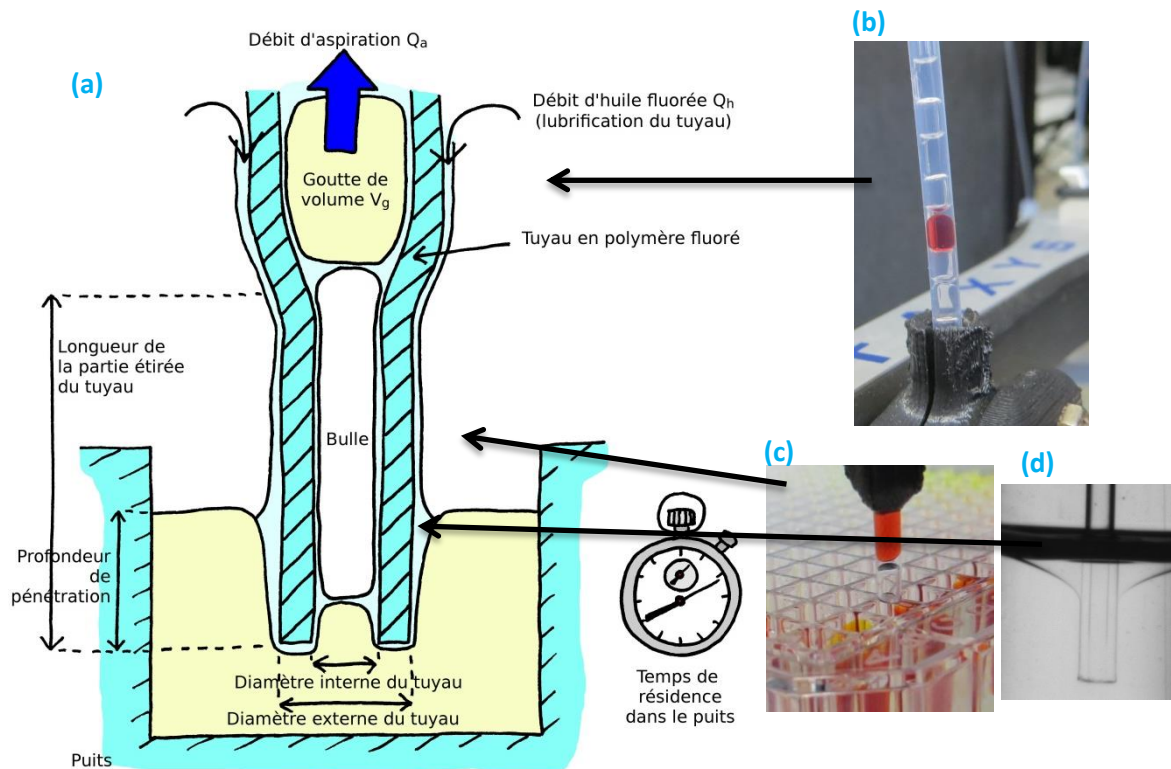 (a)
Débit d'aspiration Qa
Débit d'huile fluorée Qh
(lubrification du tuyau)
Goutte de
volume Vg
Tuyau en polymère fluoré
Longueur de
la partie étirée
du tuyau
Bulle
Profondeur
de
pénétration
Diamètre interne du tuyau
Diamètre externe du tuyau
Puits
Temps de
résidence
dans le puits
(b)
X Y S
(c)
(d)